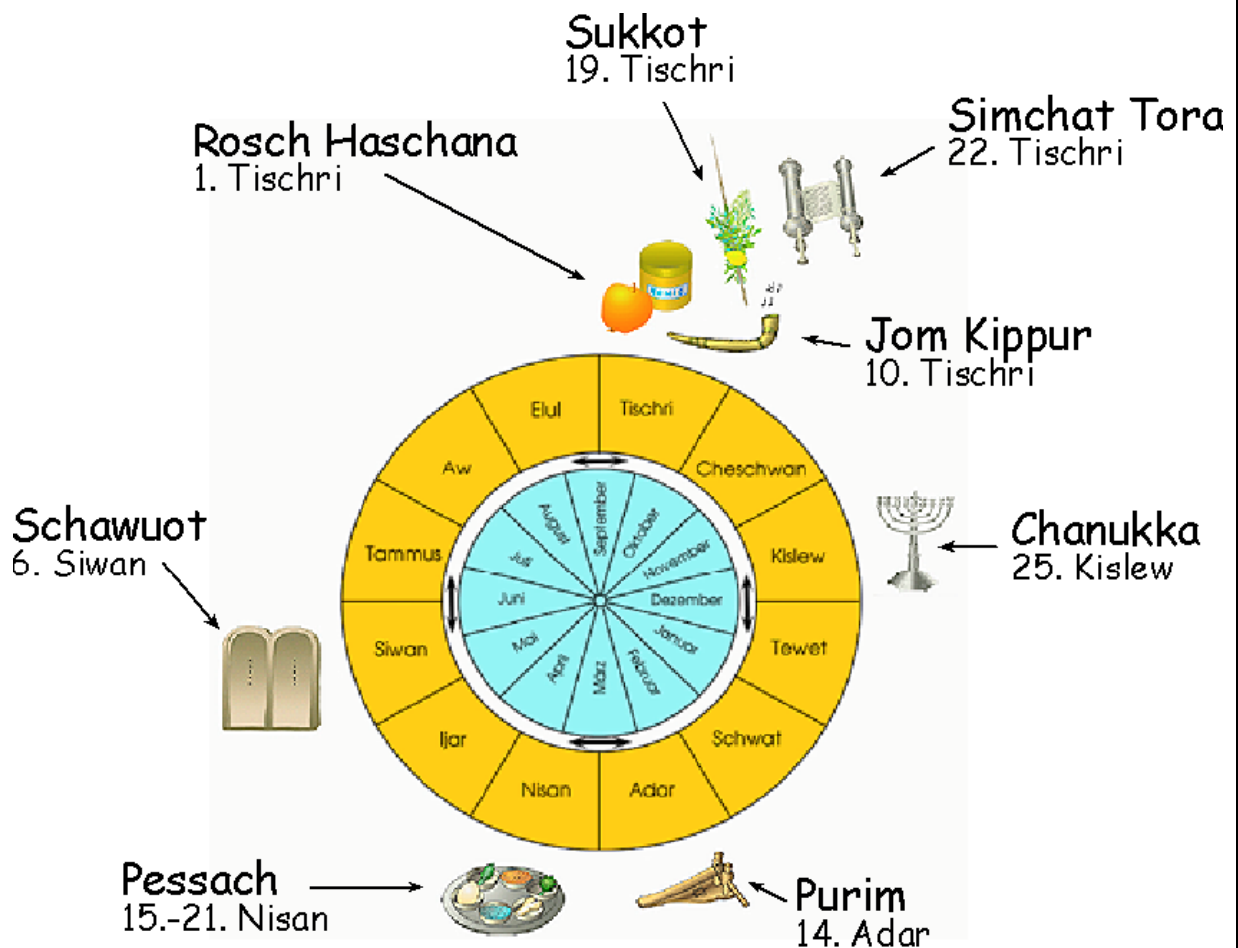 Sukkot
19. Tischri
Simchat Tora
22. Tischri
Rosch Haschana
1. Tischri
Jom Kippur
10. Tischri
Schawuot
6. Siwan
Chanukka
25. Kislew
Pessach
15.-21. Nisan
Purim
14. Adar
Tischri
Cheschwan
Kislew
Tewet
Schwat
Adar
Nisan
Ijar
Siwan
Tammus
Aw
Elul
September
Oktober
November
Dezember
Januar
Februar
März
April
Mai
Juni
Juli
August